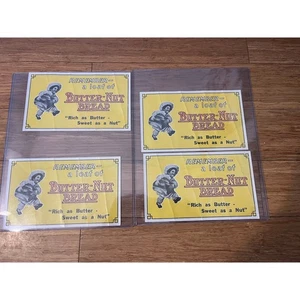 REMEMBER--
a loaf of
BUTTER-NUT
BREAD
"Rich as Butter -
Sweet as a Nut"
REMEMBER--
a loaf of
BUTTER-NUT
BREAD
"Rich as Butter -
Sweet as a Nut"
REMEMBER--
a loaf of
BUTTER-NUT
BREAD
"Rich as Butter -
Sweet as a Nut"
REMEMBER--
a loaf of
BUTTER-NUT
BREAD
"Rich as Butter -
Sweet as a Nut"